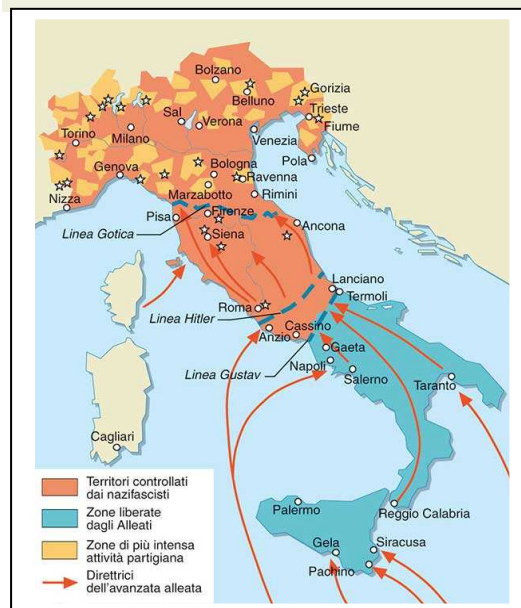 Bolzano
Gorizia
Belluno
Trieste
Sal
Fiume
Verona
Torino
Milano
Venezia
Genova
Bologna
Pola
Ravenna
Nizza
Marzabotto
Rimini
Pisa
Firenze
Linea Gotica
Siena
Ancona
Lanciano
Roma
Termoli
Linea Hitler
Anzio
Cassino
Gaeta
Linea Gustav
Napoli
Salerno
Taranto
Cagliari
Territori controllati
dai nazifascisti
Zone liberate
dagli Alleati
Zone di più intensa
attività partigiana
Direttrici
dell'avanzata alleata
Palermo
Reggio Calabria
Gela
Siracusa
Pachino